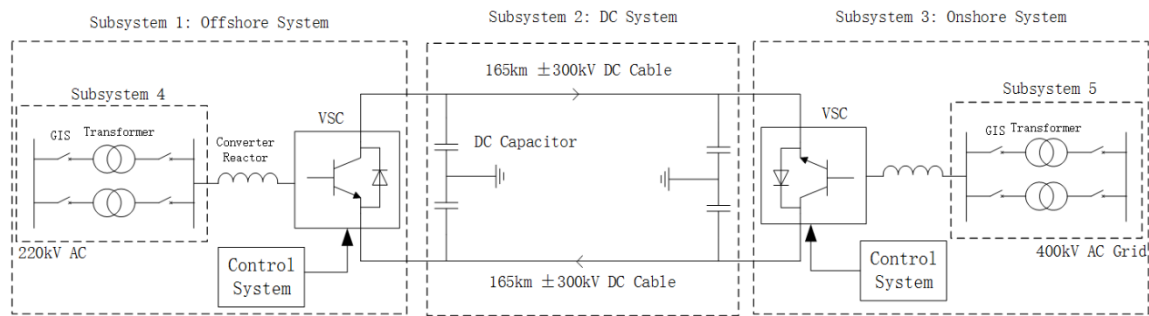 Subsystem 1: Offshore System
Subsystem 2: DC System
Subsystem 3: Onshore System
165km ±300kV DC Cable
Subsystem 4
Subsystem 5
VSC
VSC
GIS
Transformer
Converter
Reactor
DC Capacitor
GIS
Transformer
220kV AC
400kV AC Grid
Control
System
165km ±300kV DC Cable
Control
System